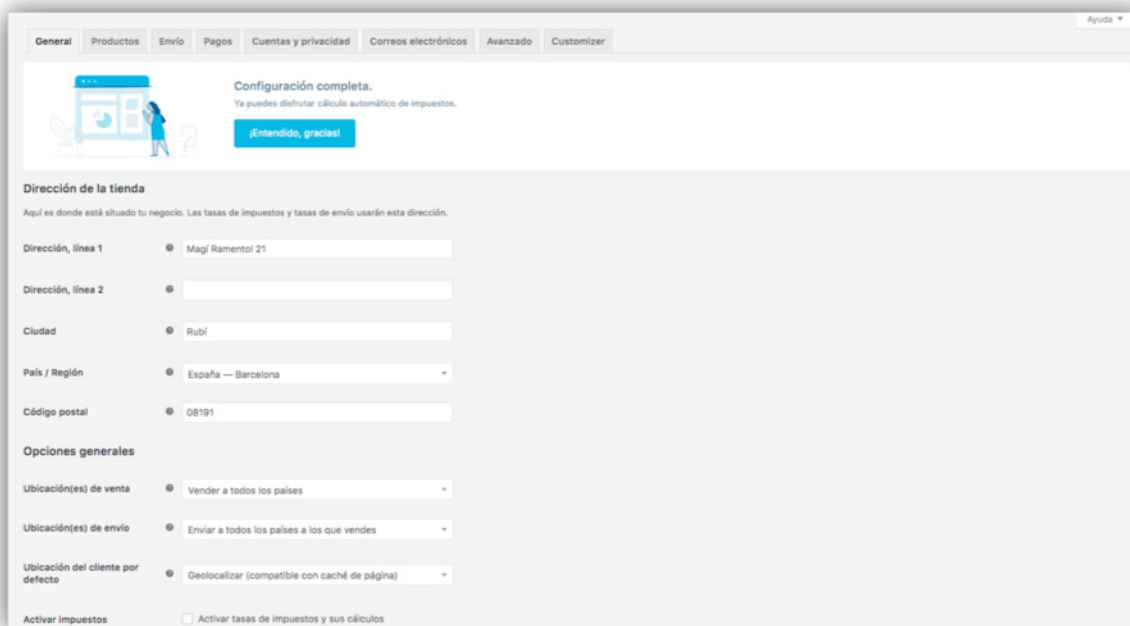 Ayuda
General Productos Envío Pagos Cuentas y privacidad Correos electrónicos Avanzado Customizer
Configuración completa.
Ya puedes disfrutar cálculo automático de impuestos.
¡Entendido, gracias!
Dirección de la tienda
Aquí es donde está situado tu negocio. Las tasas de impuestos y tasas de envío usarán esta dirección.
Dirección, línea 1 Magí Ramentol 21
Dirección, línea 2
Ciudad Rubí
País / Región España — Barcelona
Código postal 08191
Opciones generales
Ubicación(es) de venta Vender a todos los países
Ubicación(es) de envío Enviar a todos los países a los que vendes
Ubicación del cliente por
defecto Geolocalizar (compatible con caché de página)
Activar impuestos Activar tasas de impuestos y sus cálculos